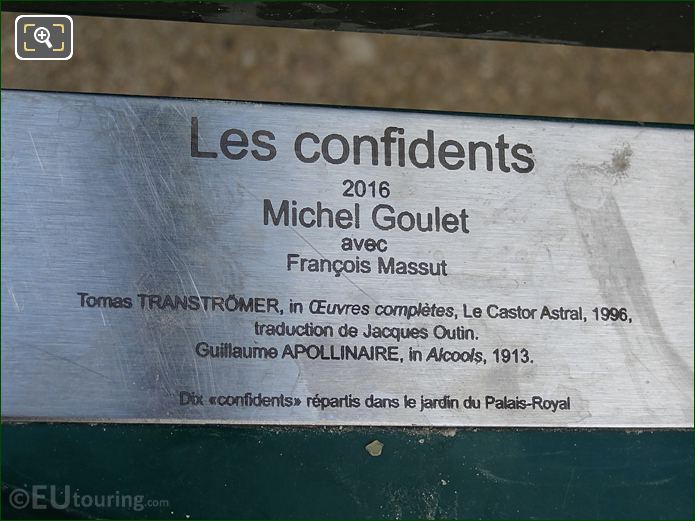 Les confidents
2016
Michel Goulet
avec
François Massut
Tomas TRANSTRÖMER, in Œuvres complètes, Le Castor Astral, 1996,
traduction de Jacques Outin.
Guillaume APOLLINAIRE, in Alcools, 1913.
Dix «confidents» répartis dans le jardin du Palais-Royal
©EUtouring.com